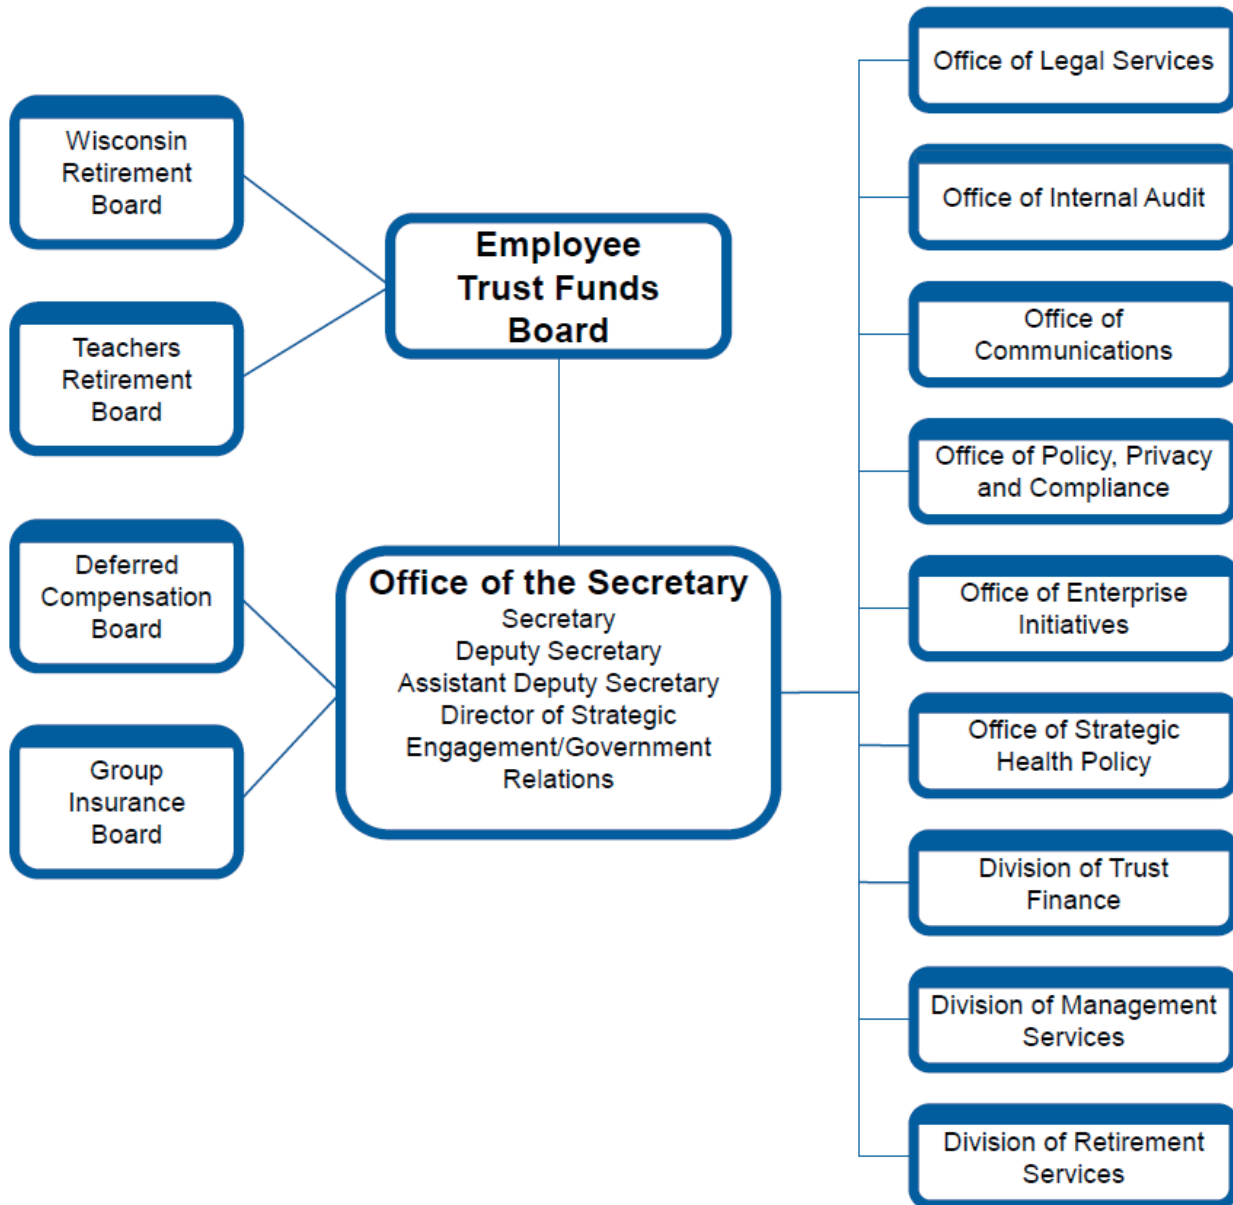 Wisconsin
Retirement
Board
Teachers
Retirement
Board
Deferred
Compensation
Board
Group
Insurance
Board
Employee
Trust Funds
Board
Office of the Secretary
Secretary
Deputy Secretary
Assistant Deputy Secretary
Director of Strategic
Engagement/Government
Relations
Office of Legal Services
Office of Internal Audit
Office of
Communications
Office of Policy, Privacy
and Compliance
Office of Enterprise
Initiatives
Office of Strategic
Health Policy
Division of Trust
Finance
Division of Management
Services
Division of Retirement
Services